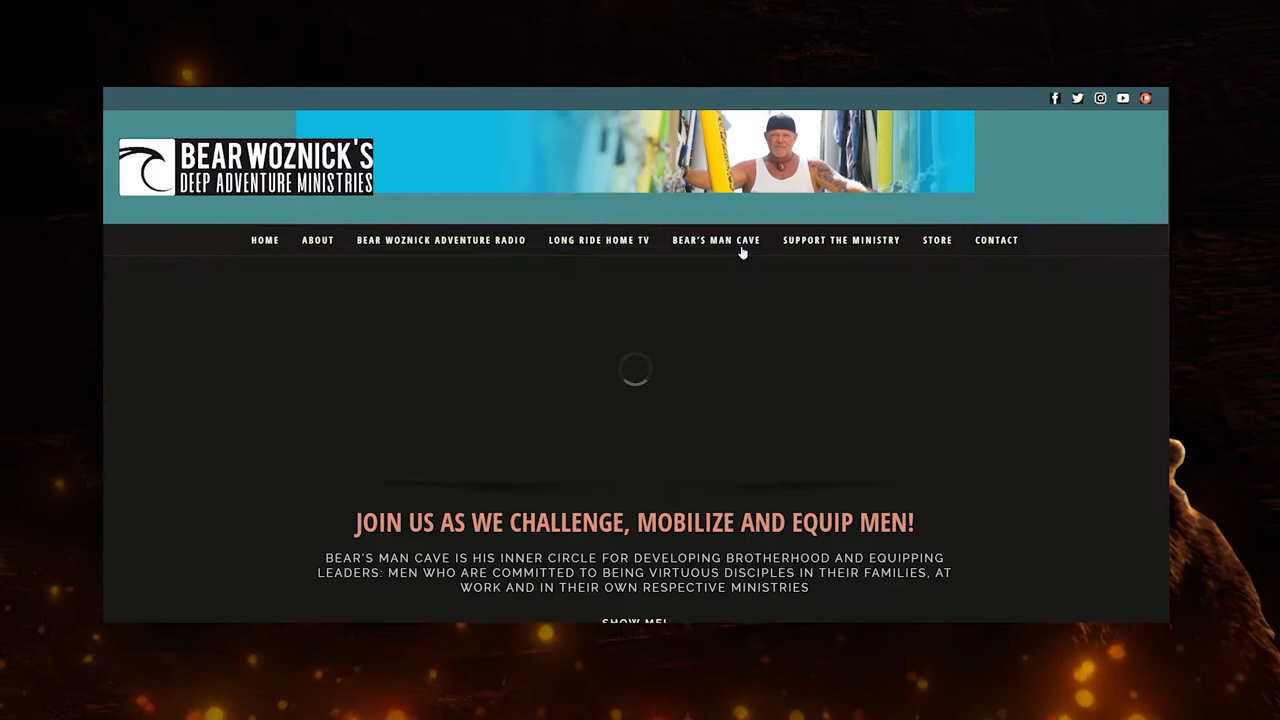 BEAR WOZNICK'S
DEEP ADVENTURE MINISTRIES
HOME ABOUT BEAR WOZNICK ADVENTURE RADIO LONG RIDE HOME TV BEAR'S MAN CAVE SUPPORT THE MINISTRY STORE CONTACT
JOIN US AS WE CHALLENGE, MOBILIZE AND EQUIP MEN!
BEAR'S MAN CAVE IS HIS INNER CIRCLE FOR DEVELOPING BROTHERHOOD AND EQUIPPING
LEADERS: MEN WHO ARE COMMITTED TO BEING VIRTUOUS DISCIPLES IN THEIR FAMILIES, AT
WORK AND IN THEIR OWN RESPECTIVE MINISTRIES
SHOW ME!